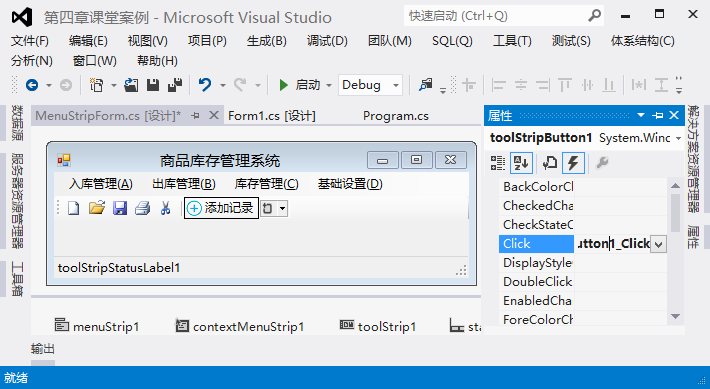 第四章课堂案例 - Microsoft Visual Studio
快速启动 (Ctrl+Q)
文件(F) 编辑(E) 视图(V) 项目(P) 生成(B) 调试(D) 团队(M) SQL(Q) 工具(T) 测试(S) 体系结构(C)
分析(N) 窗口(W) 帮助(H)
启动 Debug
数据源
服务器资源管理器
工具箱
MenuStripForm.cs [设计]* Form1.cs [设计] Program.cs
商品库存管理系统
入库管理(A) 出库管理(B) 库存管理(C) 基础设置(D)
添加记录
toolStripStatusLabel1
menuStrip1 contextMenuStrip1 toolStrip1 sta
属性
toolStripButton1 System.Winc
BackColorCl
CheckedCha
CheckStateC
Click utton1_Click
DisplayStyle
DoubleClick
EnabledCha
ForeColorCh
解决方案资源管理器
属性
输出
就绪